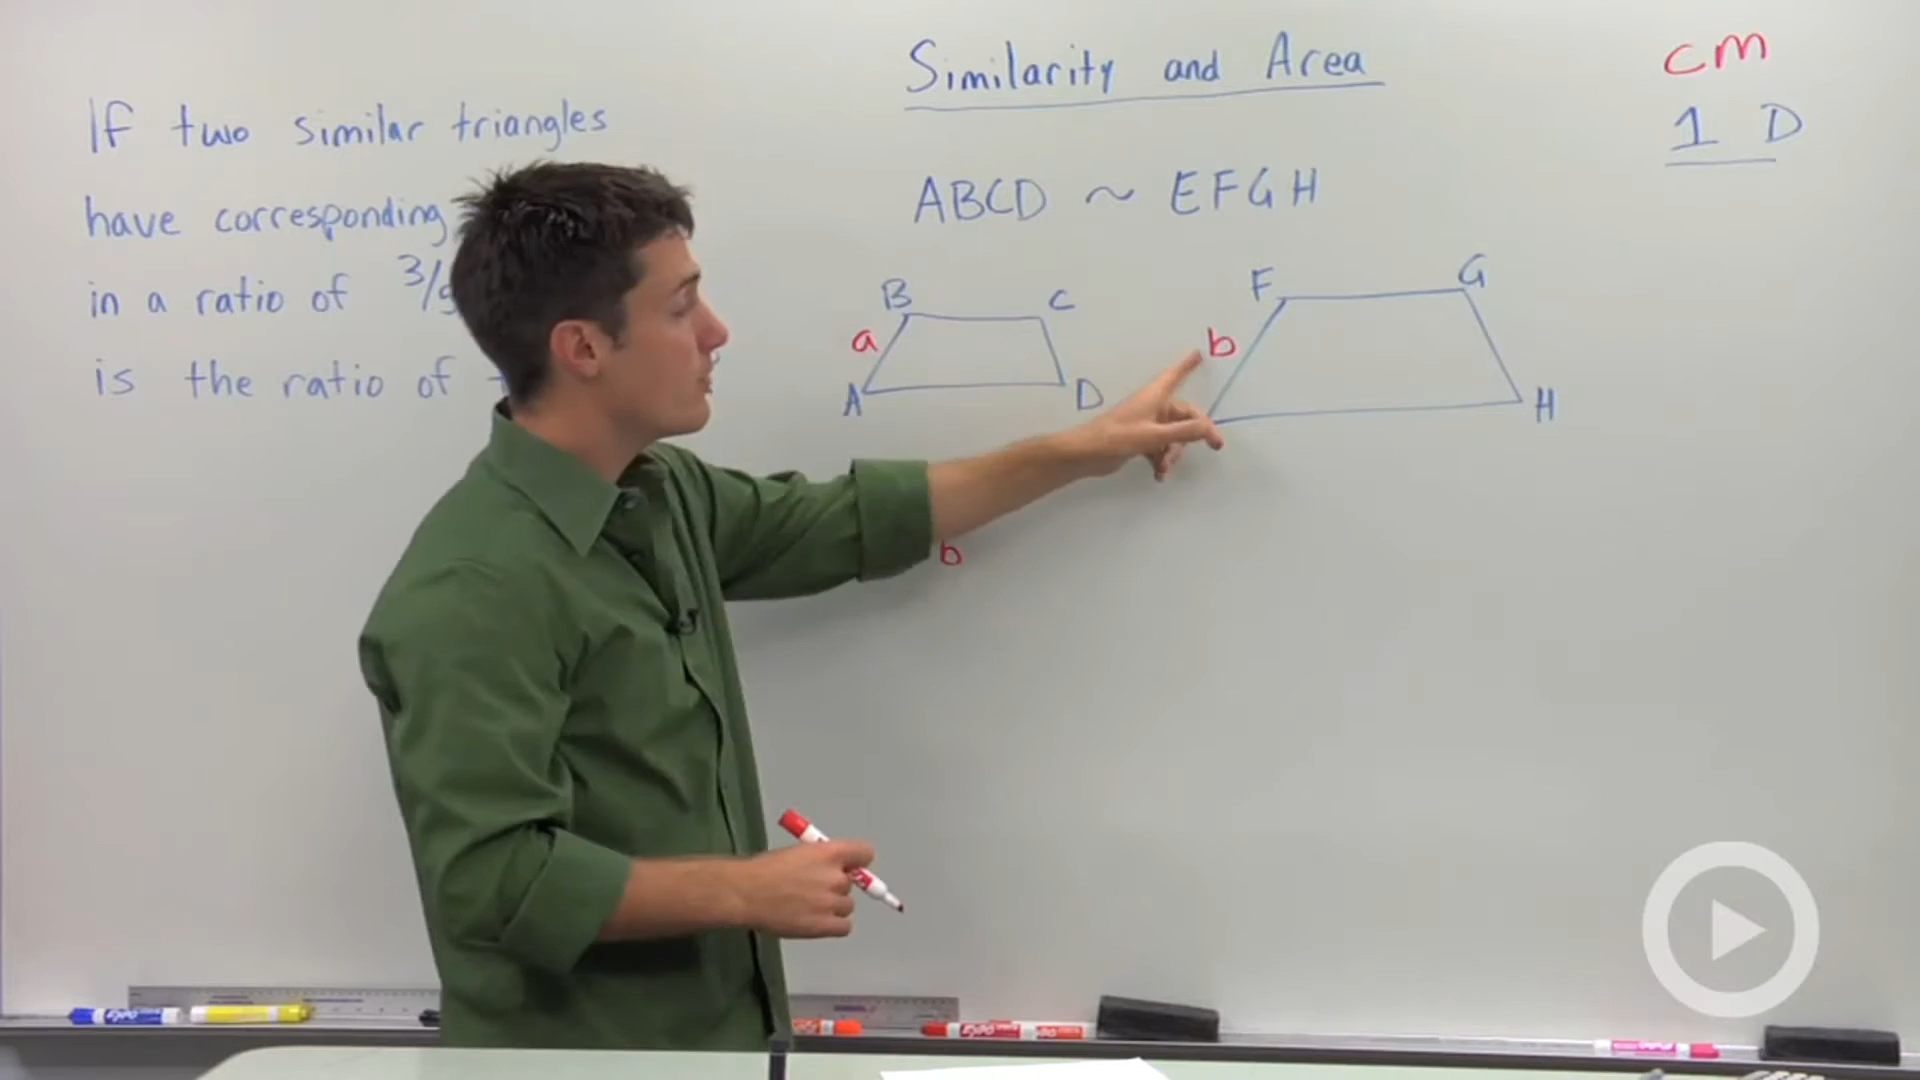 If two similar triangles
have corresponding
in a ratio of 3/
is the ratio of
Similarity and Area
ABCD ~ EFGH
B
C
a
A
D
F
G
b
H
b
cm
1 D